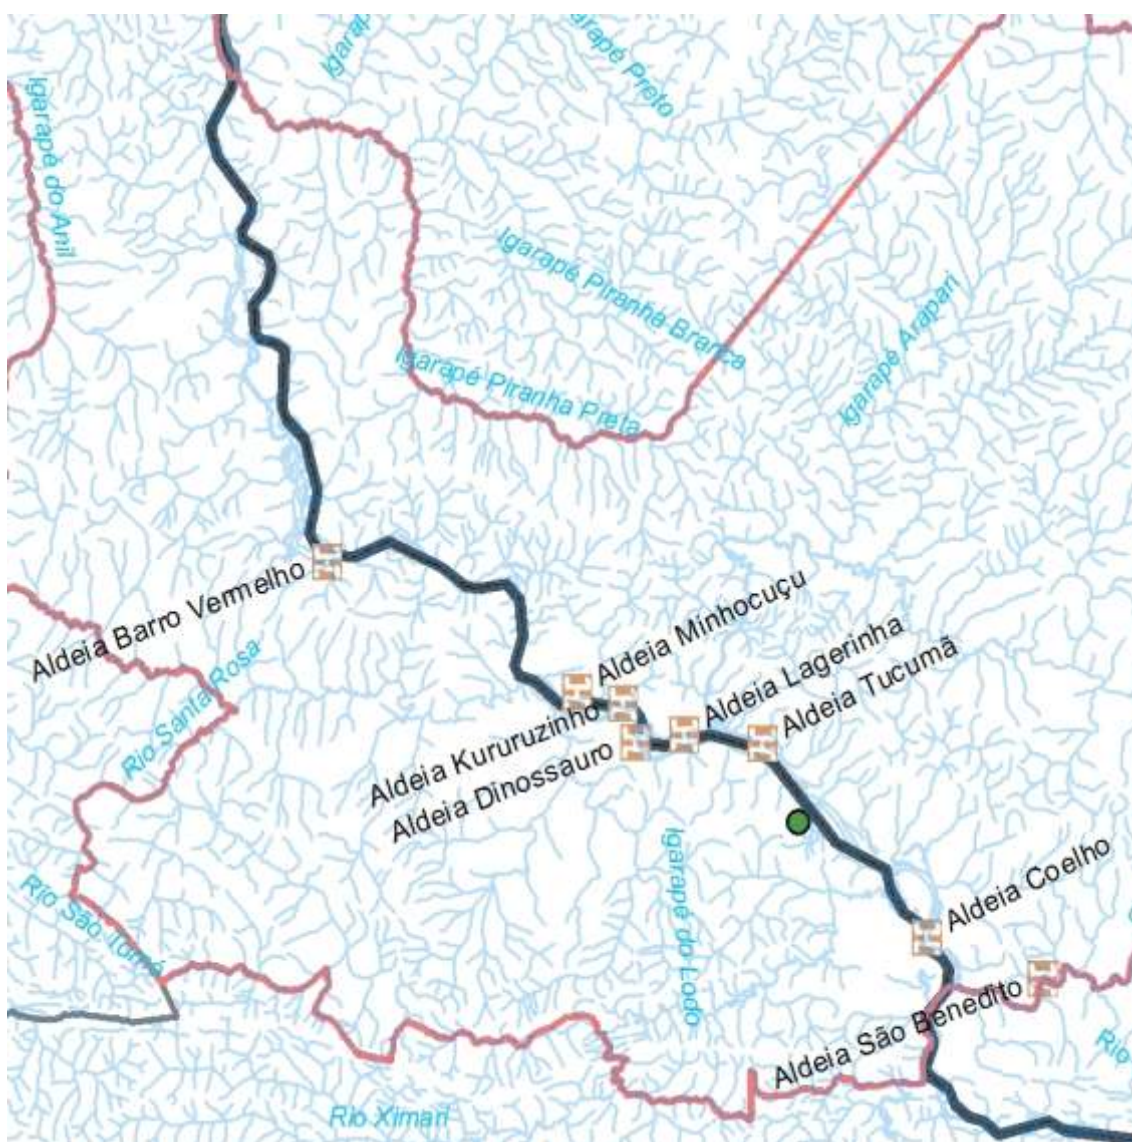 Igarapé Preto
Igarapé do Anil
Igarapé Piranha Branca
Igarapé Arapari
Igarapé Piranha Preta
Aldeia Barro Vermelho
Aldeia Minhocuçu
Aldeia Lagerinha
Aldeia Tucumã
Rio Santa Rosa
Aldeia Kururuzinho
Aldeia Dinossauro
Igarapé do Lodo
Aldeia Coelho
Rio São Tomé
Aldeia São Benedito
Rio
Rio Ximari